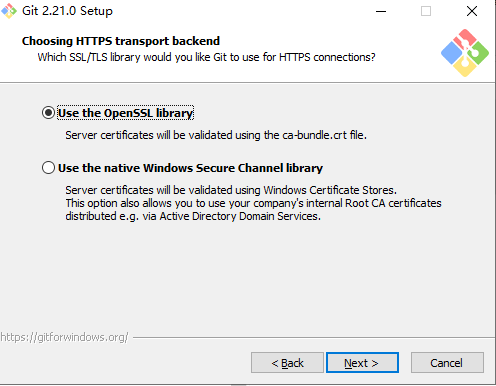 Git 2.21.0 Setup
Choosing HTTPS transport backend
Which SSL/TLS library would you like Git to use for HTTPS connections?
Use the OpenSSL library
Server certificates will be validated using the ca-bundle.crt file.
Use the native Windows Secure Channel library
Server certificates will be validated using Windows Certificate Stores.
This option also allows you to use your company's internal Root CA certificates
distributed e.g. via Active Directory Domain Services.
https://gitforwindows.org/
< Back
Next >
Cancel